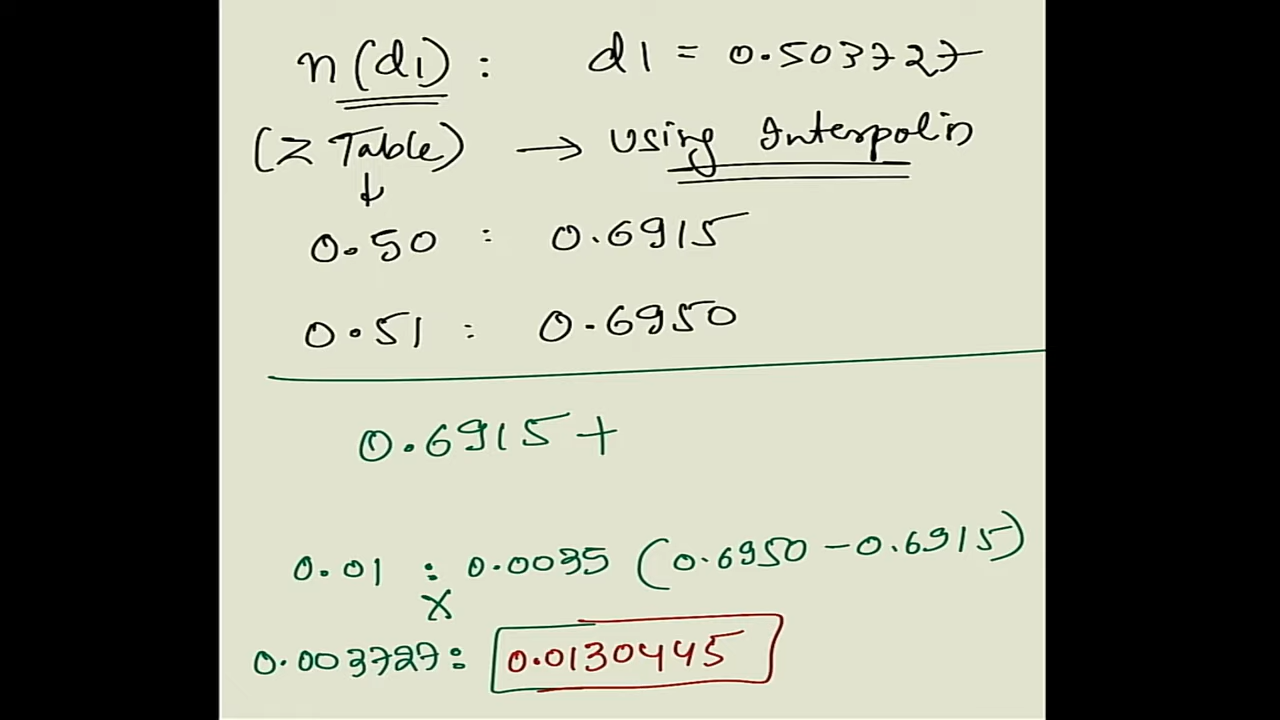 n(d1) : d1 = 0.503727
(Z Table) → Using Interpolin
↓
0.50 : 0.6915
0.51 : 0.6950
0.6915 +
0.01 : 0.0035 (0.6950 - 0.6915)
X
0.003727: 0.0130445